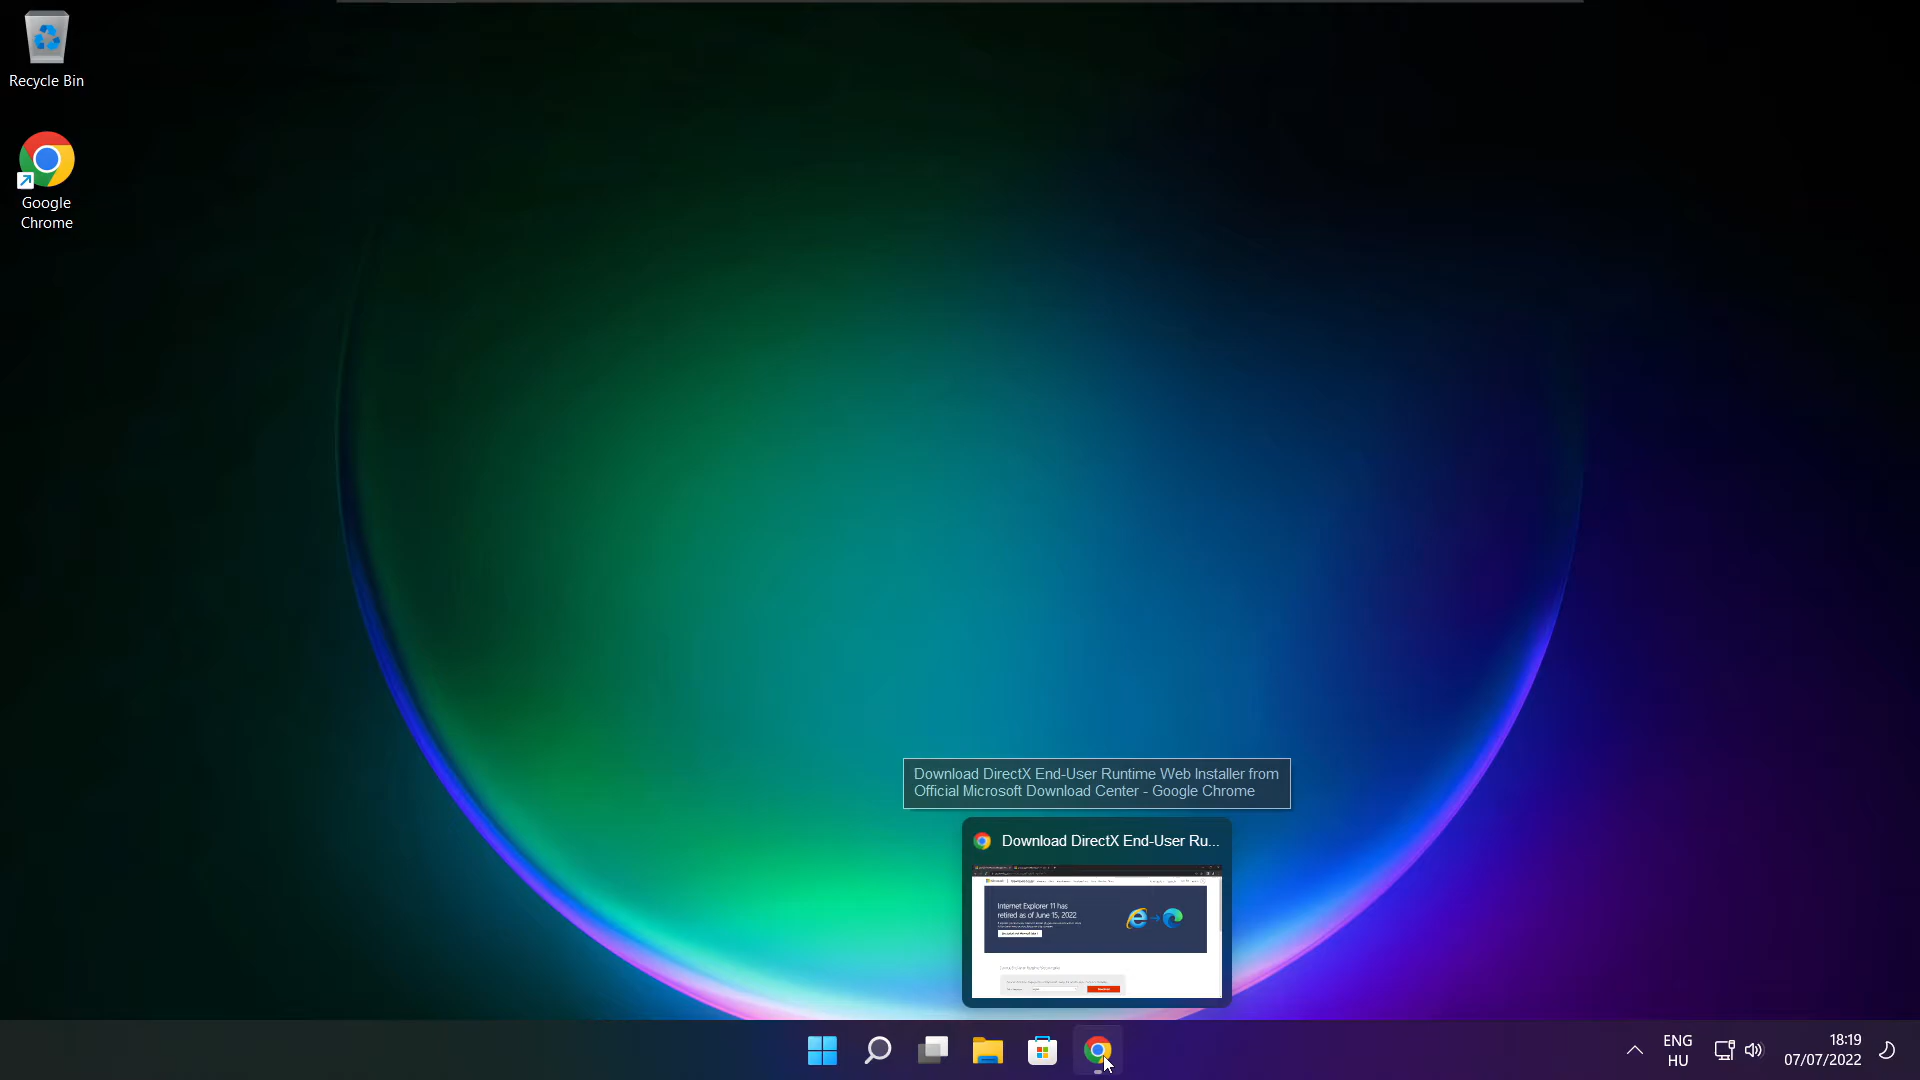 Recycle Bin
Google
Chrome
Download DirectX End-User Runtime Web Installer from
Official Microsoft Download Center - Google Chrome
Download DirectX End-User Ru...
Internet Explorer 11 has
retired as of June 15, 2022
ENG
HU
18:19
07/07/2022